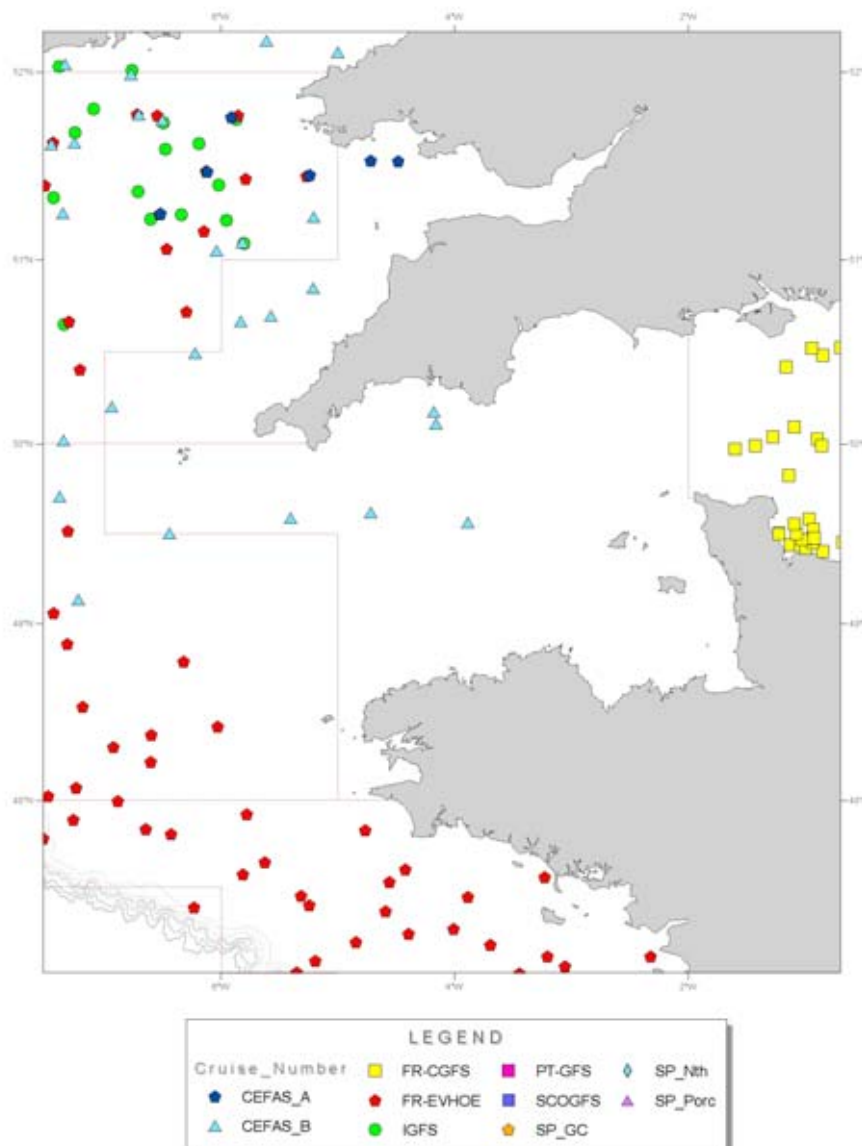 6°W 4°W 2°W
52°N 52°N
51°N 51°N
50°N 50°N
49°N 49°N
48°N 48°N
6°W 4°W 2°W
LEGEND
Cruise_Number
FR-CGFS PT-GFS SP_Nth
CEFAS_A FR-EVHOE SCOGFS SP_Porc
CEFAS_B IGFS SP_GC